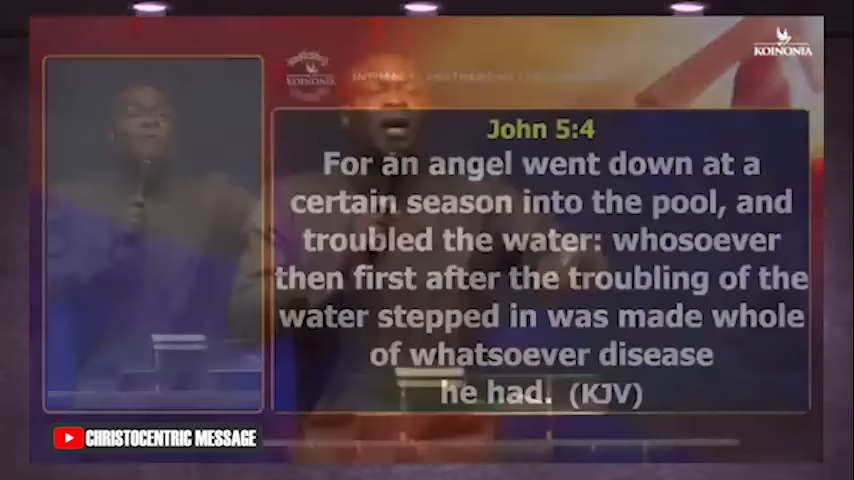 KOINONIA
KOINONIA
John 5:4
For an angel went down at a
certain season into the pool, and
troubled the water: whosoever
then first after the troubling of the
water stepped in was made whole
of whatsoever disease
he had. (KJV)
CHRISTOCENTRIC MESSAGE